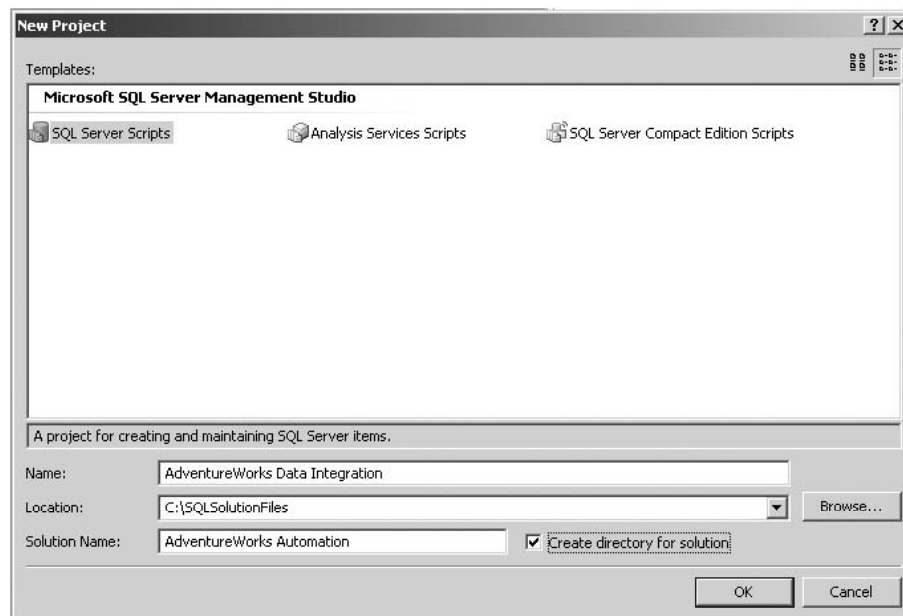 New Project
Templates:
Microsoft SQL Server Management Studio
SQL Server Scripts
Analysis Services Scripts
SQL Server Compact Edition Scripts
A project for creating and maintaining SQL Server items.
Name: AdventureWorks Data Integration
Location: C:\SQLSolutionFiles Browse...
Solution Name: AdventureWorks Automation Create directory for solution
OK Cancel